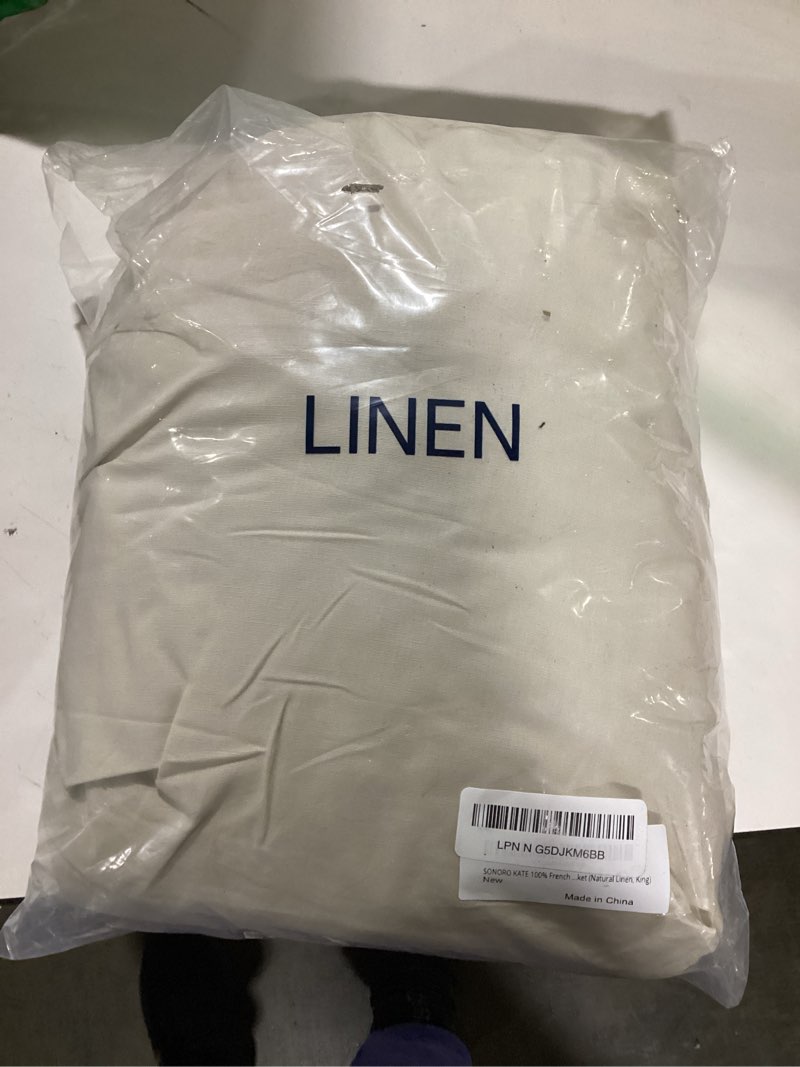 LINEN
LPN N G5DJKM6BB
SONORO KATE 100% French ...ket (Natural Linen, King)
New
Made in China